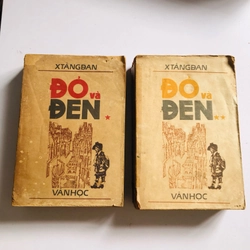 XTĂNGĐAN
ĐỎ
và
ĐEN *
VĂN HỌC
XTĂNGĐAN
ĐỎ
và
ĐEN **
VĂN HỌC